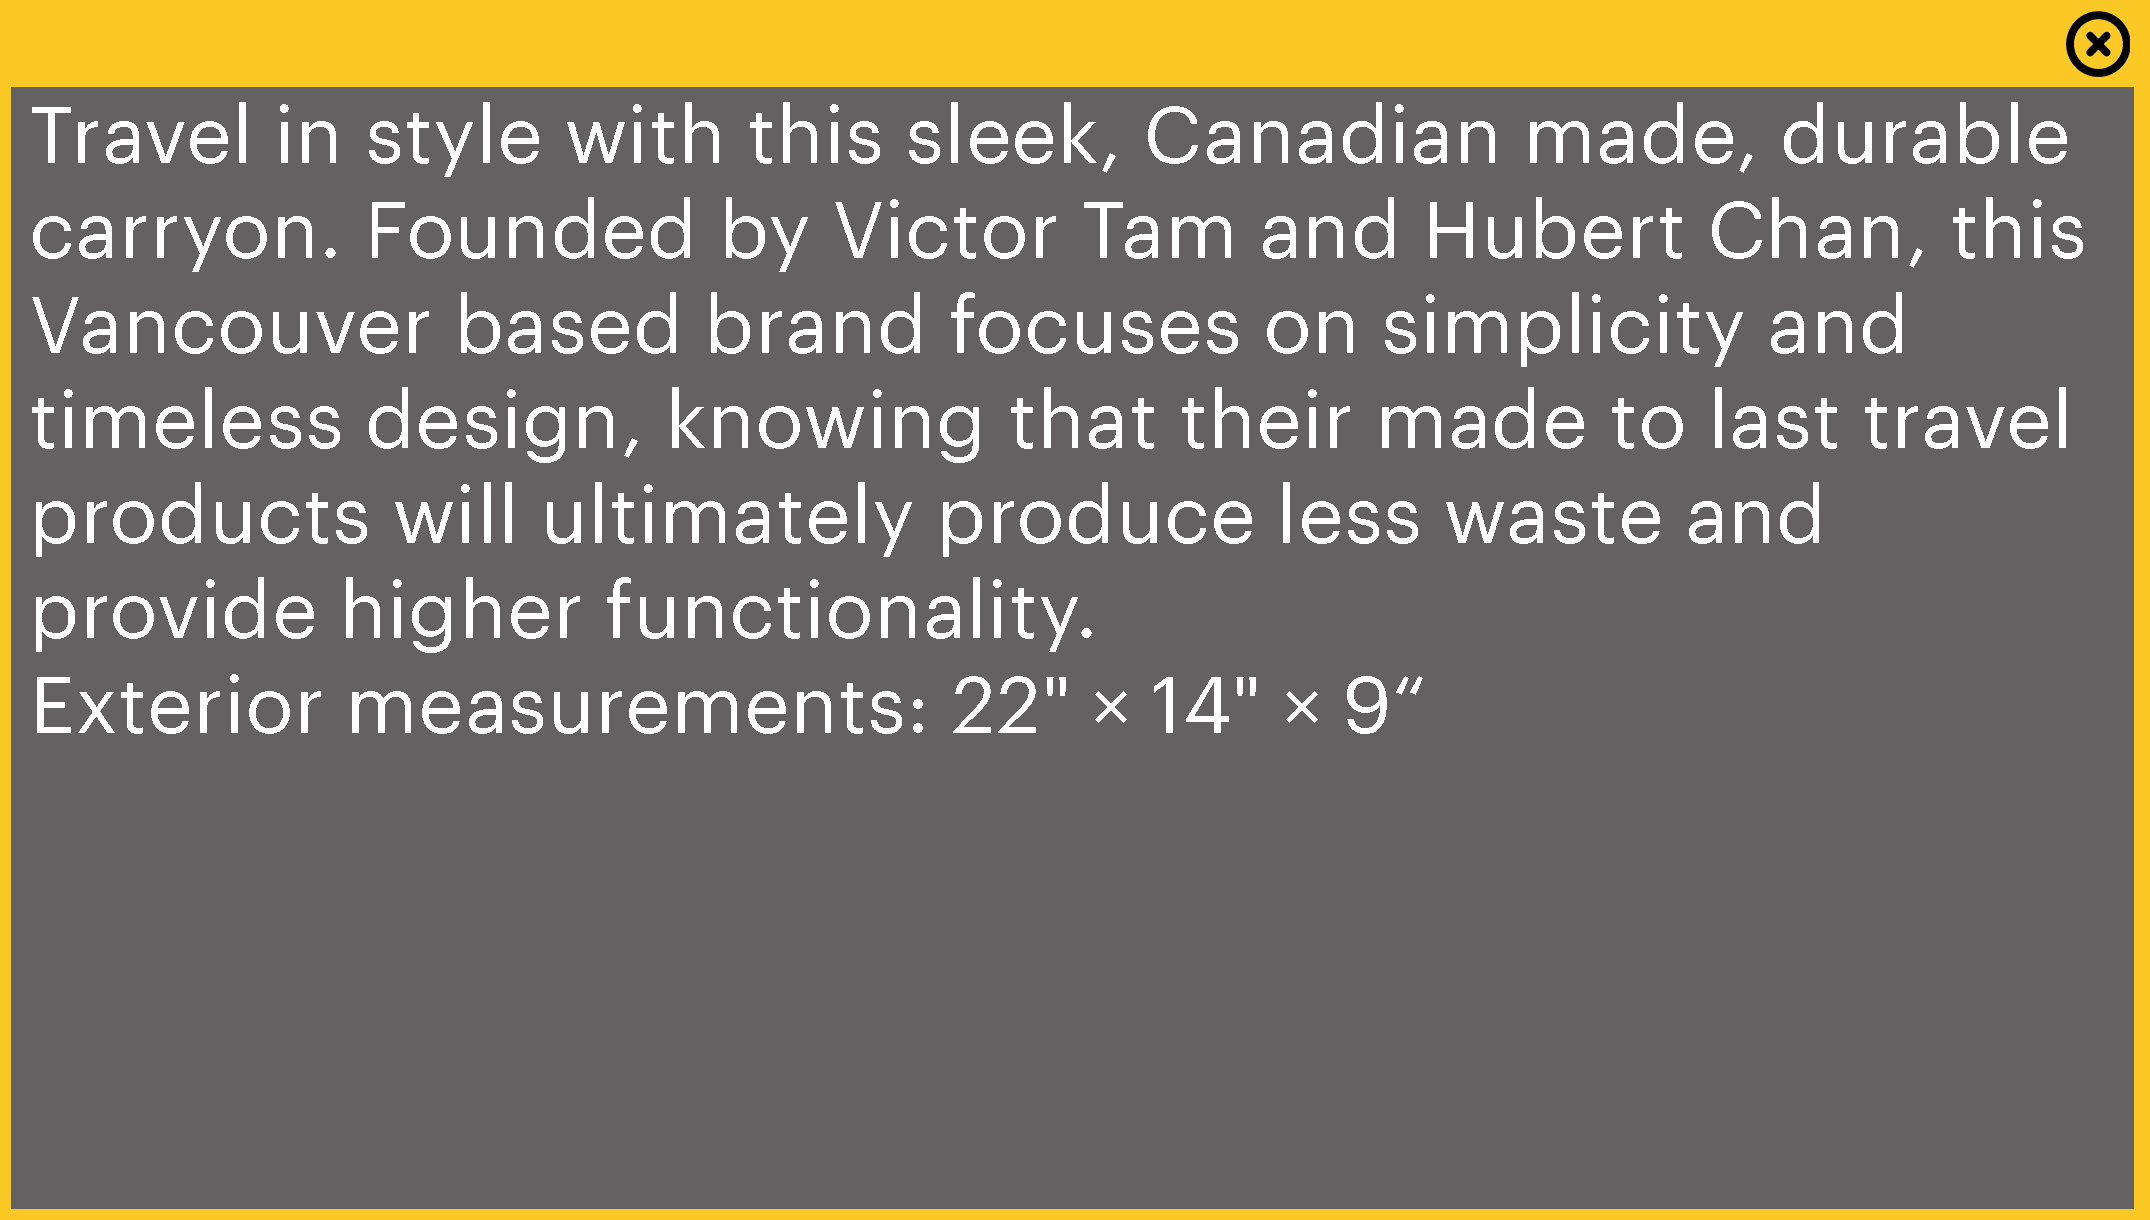 Travel in style with this sleek, Canadian made, durable
carryon. Founded by Victor Tam and Hubert Chan, this
Vancouver based brand focuses on simplicity and
timeless design, knowing that their made to last travel
products will ultimately produce less waste and
provide higher functionality.
Exterior measurements: 22" × 14" × 9“